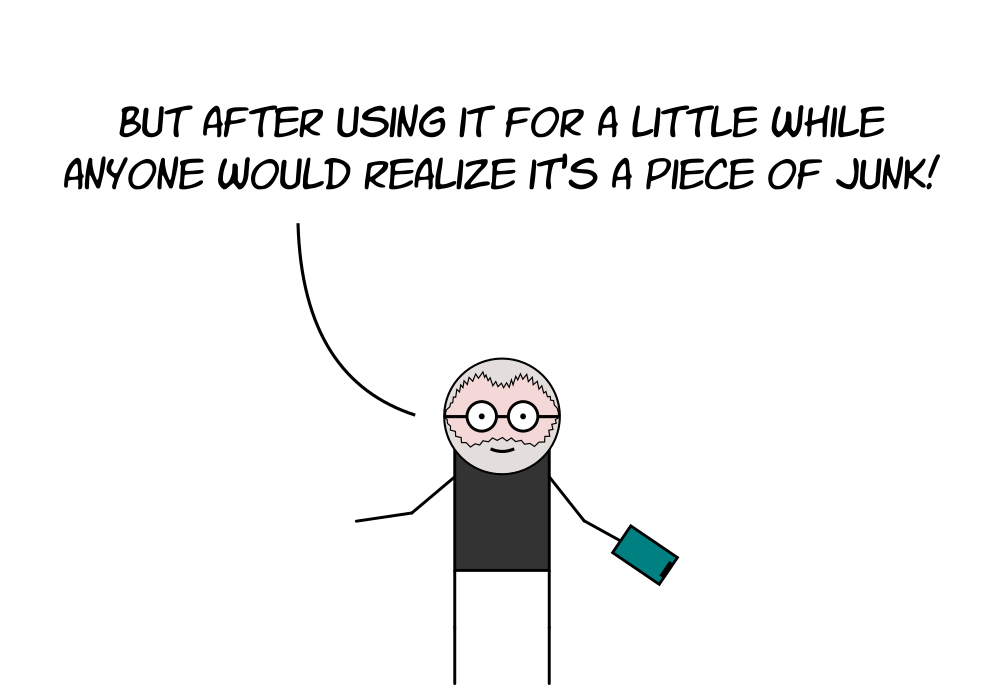 BUT AFTER USING IT FOR A LITTLE WHILE
ANYONE WOULD REALIZE IT'S A PIECE OF JUNK!